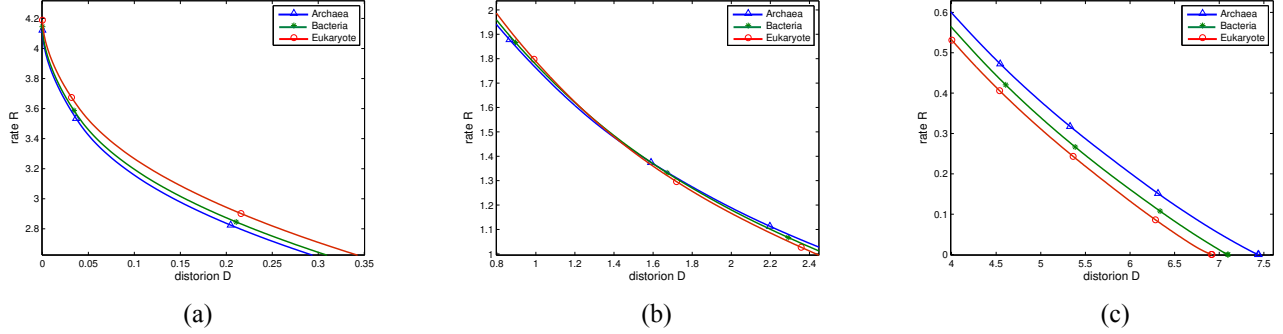 4.2
4
3.8
3.6
3.4
3.2
3
2.8
rate R
0
0.05
0.1
0.15
0.2
0.25
0.3
0.35
distorion D
Archaea
Bacteria
Eukaryote
(a)
2
1.9
1.8
1.7
1.6
1.5
1.4
1.3
1.2
1.1
1
rate R
0.8
1
1.2
1.4
1.6
1.8
2
2.2
2.4
distorion D
Archaea
Bacteria
Eukaryote
(b)
0.6
0.5
0.4
0.3
0.2
0.1
0
rate R
4
4.5
5
5.5
6
6.5
7
7.5
distorion D
Archaea
Bacteria
Eukaryote
(c)